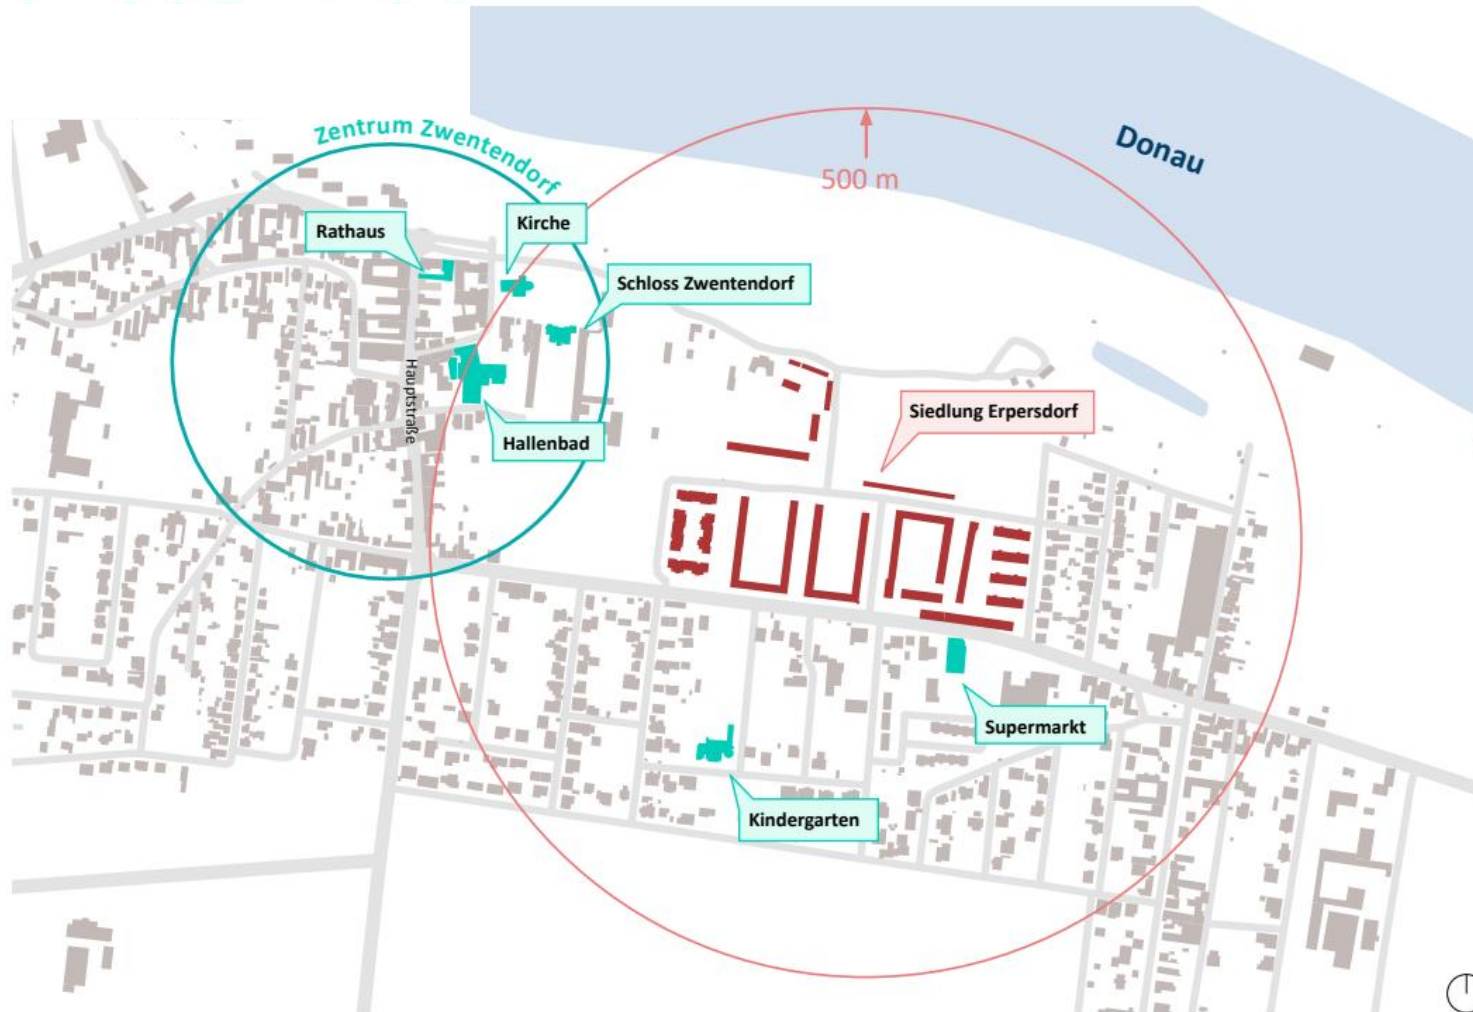 Zentrum Zwentendorf
Donau
500 m
Kirche
Rathaus
Schloss Zwentendorf
Hauptstraße
Siedlung Erpersdorf
Hallenbad
Supermarkt
Kindergarten